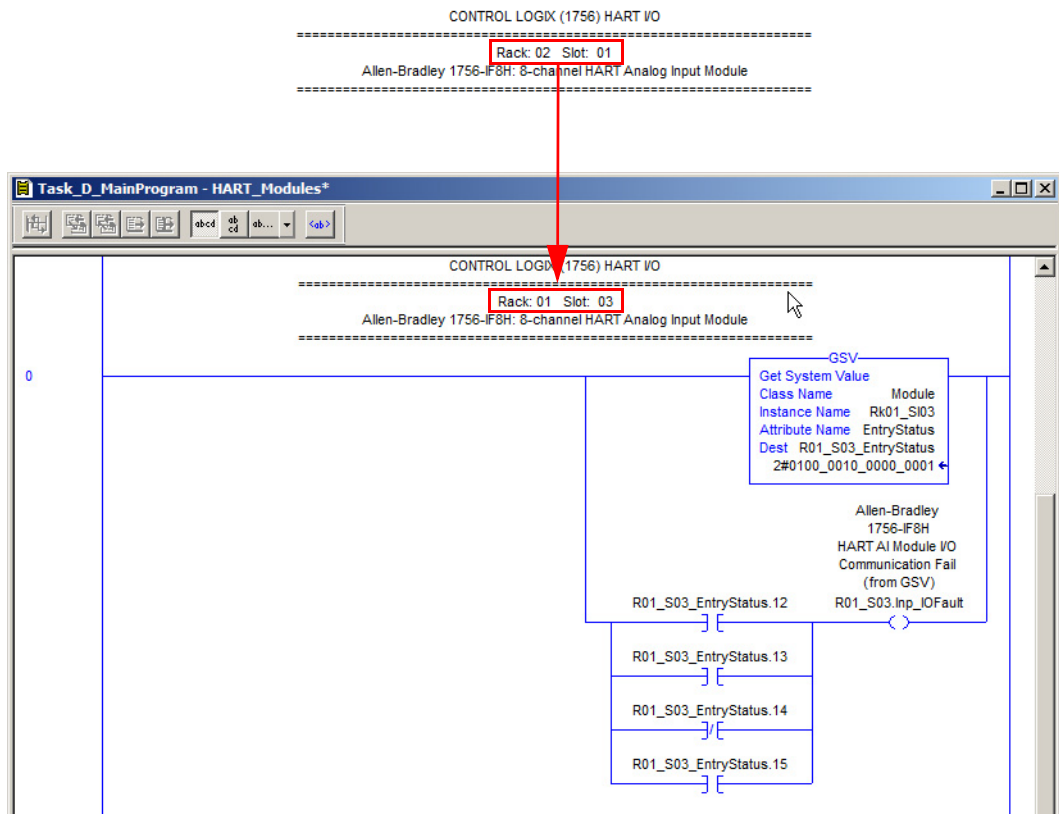 CONTROL LOGIX (1756) HART I/O
==================================================================
Rack: 02 Slot: 01
Allen-Bradley 1756-IF8H: 8-channel HART Analog Input Module
==================================================================
Task_D_MainProgram - HART_Modules*
abcd
ab
cd
ab...
<ab>
CONTROL LOGIX (1756) HART I/O
==================================================================
Rack: 01 Slot: 03
Allen-Bradley 1756-IF8H: 8-channel HART Analog Input Module
==================================================================
0
GSV
Get System Value
Class Name Module
Instance Name Rk01_Sl03
Attribute Name EntryStatus
Dest R01_S03_EntryStatus
2#0100_0010_0000_0001
Allen-Bradley
1756-IF8H
HART AI Module I/O
Communication Fail
(from GSV)
R01_S03_EntryStatus.12 R01_S03.Inp_IOFault
R01_S03_EntryStatus.13
R01_S03_EntryStatus.14
R01_S03_EntryStatus.15